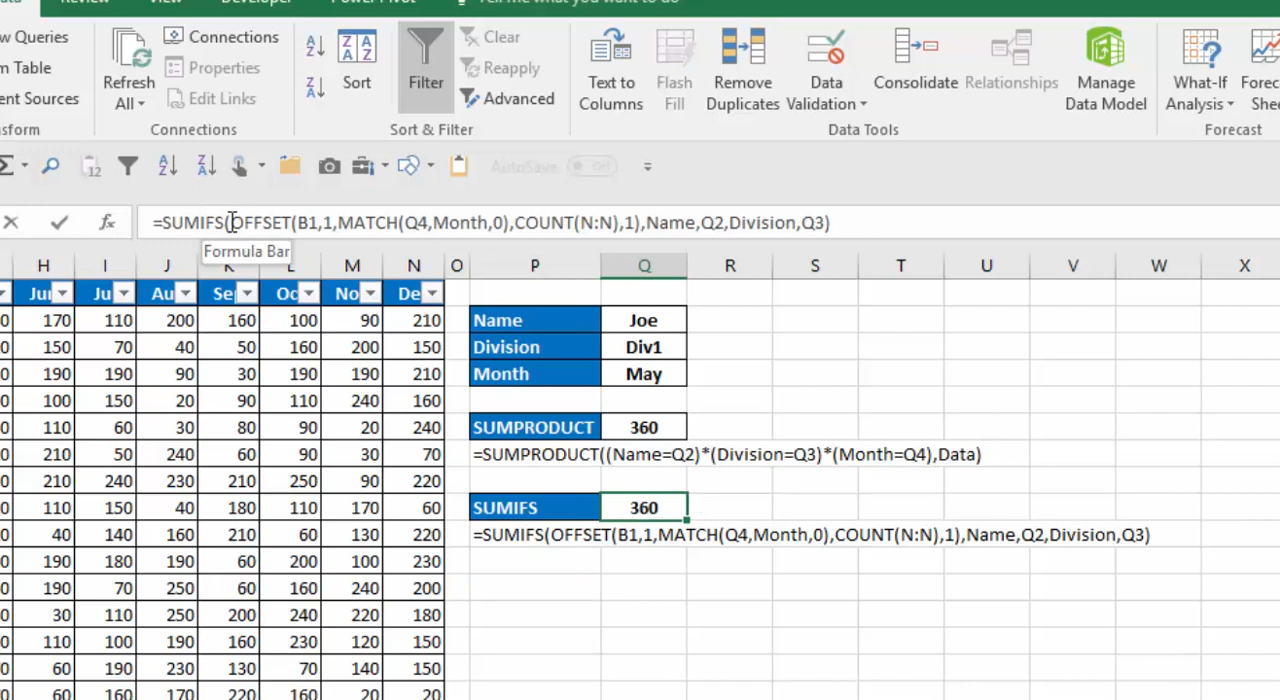 Review View Developer PowerPivot Tell me what you want to do
w Queries Connections Clear
m Table Properties Reapply
ent Sources Refresh All Edit Links Sort Filter Advanced Text to Columns Flash Fill Remove Duplicates Data Validation Consolidate Relationships Manage Data Model What-If Analysis
Connections Sort & Filter Data Tools Forecast
12 AutoSave Off
fx =SUMIFS(OFFSET(B1,1,MATCH(Q4,Month,0),COUNT(N:N),1),Name,Q2,Division,Q3)
Formula Bar
H I J K L M N O P Q R S T U V W X
Ju Au Se Oc No De
0 170 110 200 160 100 90 210 Name Joe
0 150 70 40 50 160 200 150 Division Div1
0 190 190 90 30 190 190 210 Month May
0 100 150 20 90 110 240 160
0 110 60 30 80 90 20 240 SUMPRODUCT 360
0 210 50 240 60 90 30 70 =SUMPRODUCT((Name=Q2)*(Division=Q3)*(Month=Q4),Data)
0 210 240 230 210 250 90 220
0 110 150 40 180 110 170 60 SUMIFS 360
0 40 140 160 210 60 130 220 =SUMIFS(OFFSET(B1,1,MATCH(Q4,Month,0),COUNT(N:N),1),Name,Q2,Division,Q3)
0 190 180 190 60 200 100 230
0 190 70 250 60 160 240 200
0 30 110 250 200 240 220 180
0 110 100 190 160 230 120 150
0 60 190 230 130 70 140 150
0 60 160 170 220 160 20 20